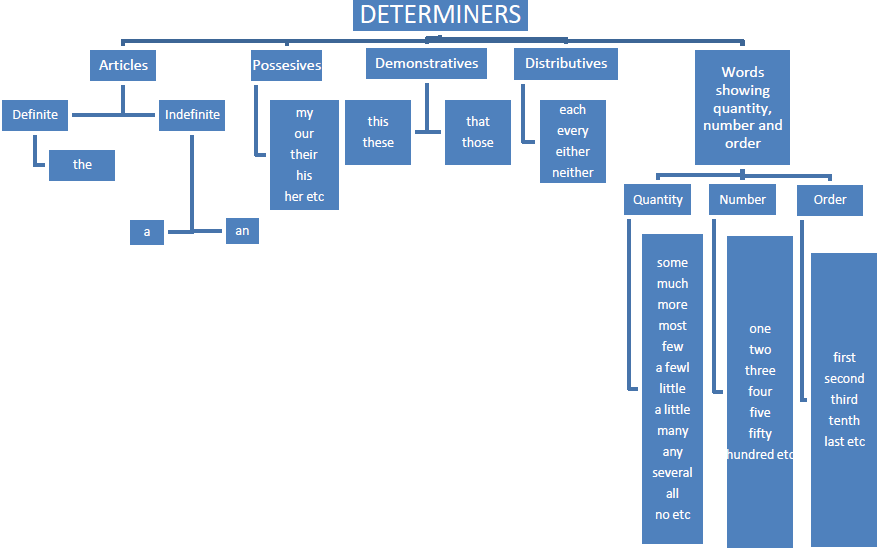 DETERMINERS
Articles
Possesives
Demonstratives
Distributives
Words
showing
quantity,
number and
order
Definite
Indefinite
the
a
an
my
our
their
his
her etc
this
these
that
those
each
every
either
neither
Quantity
Number
Order
some
much
more
most
few
a fewl
little
a little
many
any
several
all
no etc
one
two
three
four
five
fifty
hundred etc
first
second
third
tenth
last etc